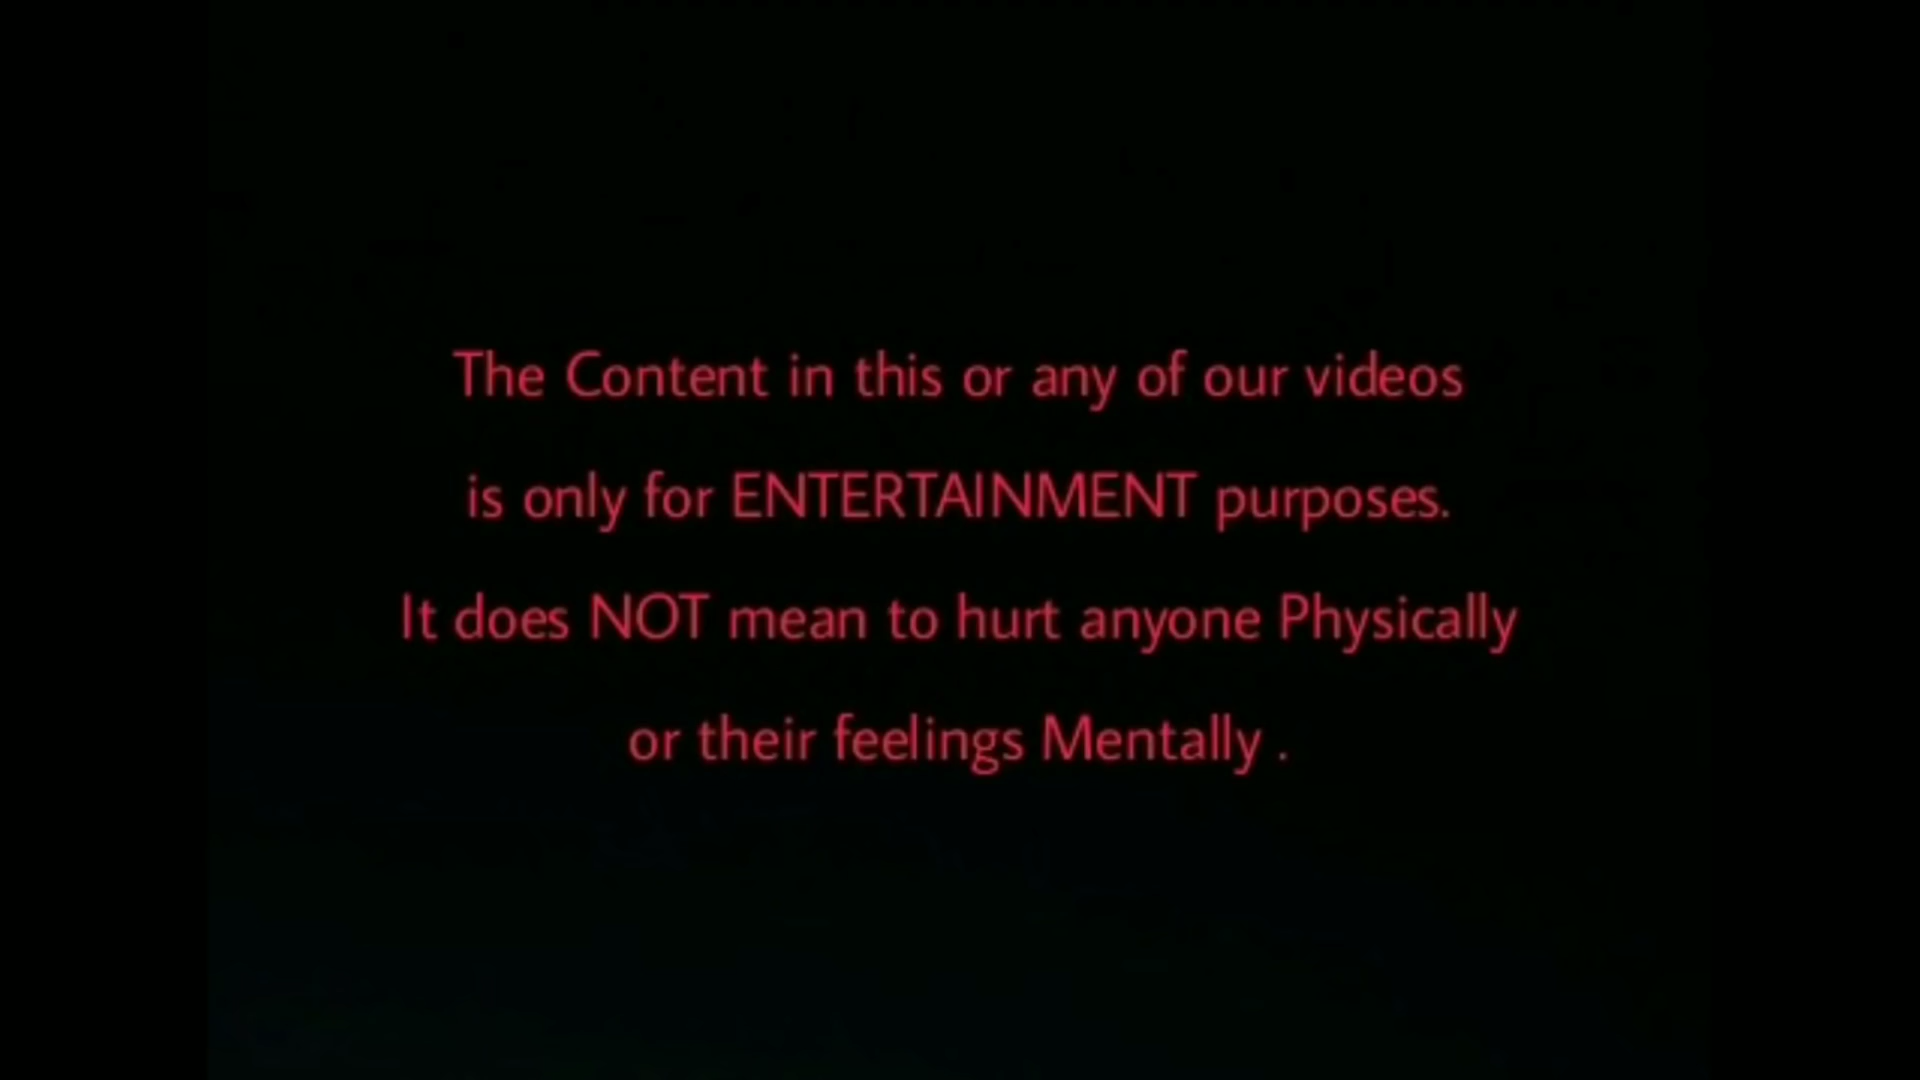 The Content in this or any of our videos
is only for ENTERTAINMENT purposes.
It does NOT mean to hurt anyone Physically
or their feelings Mentally .